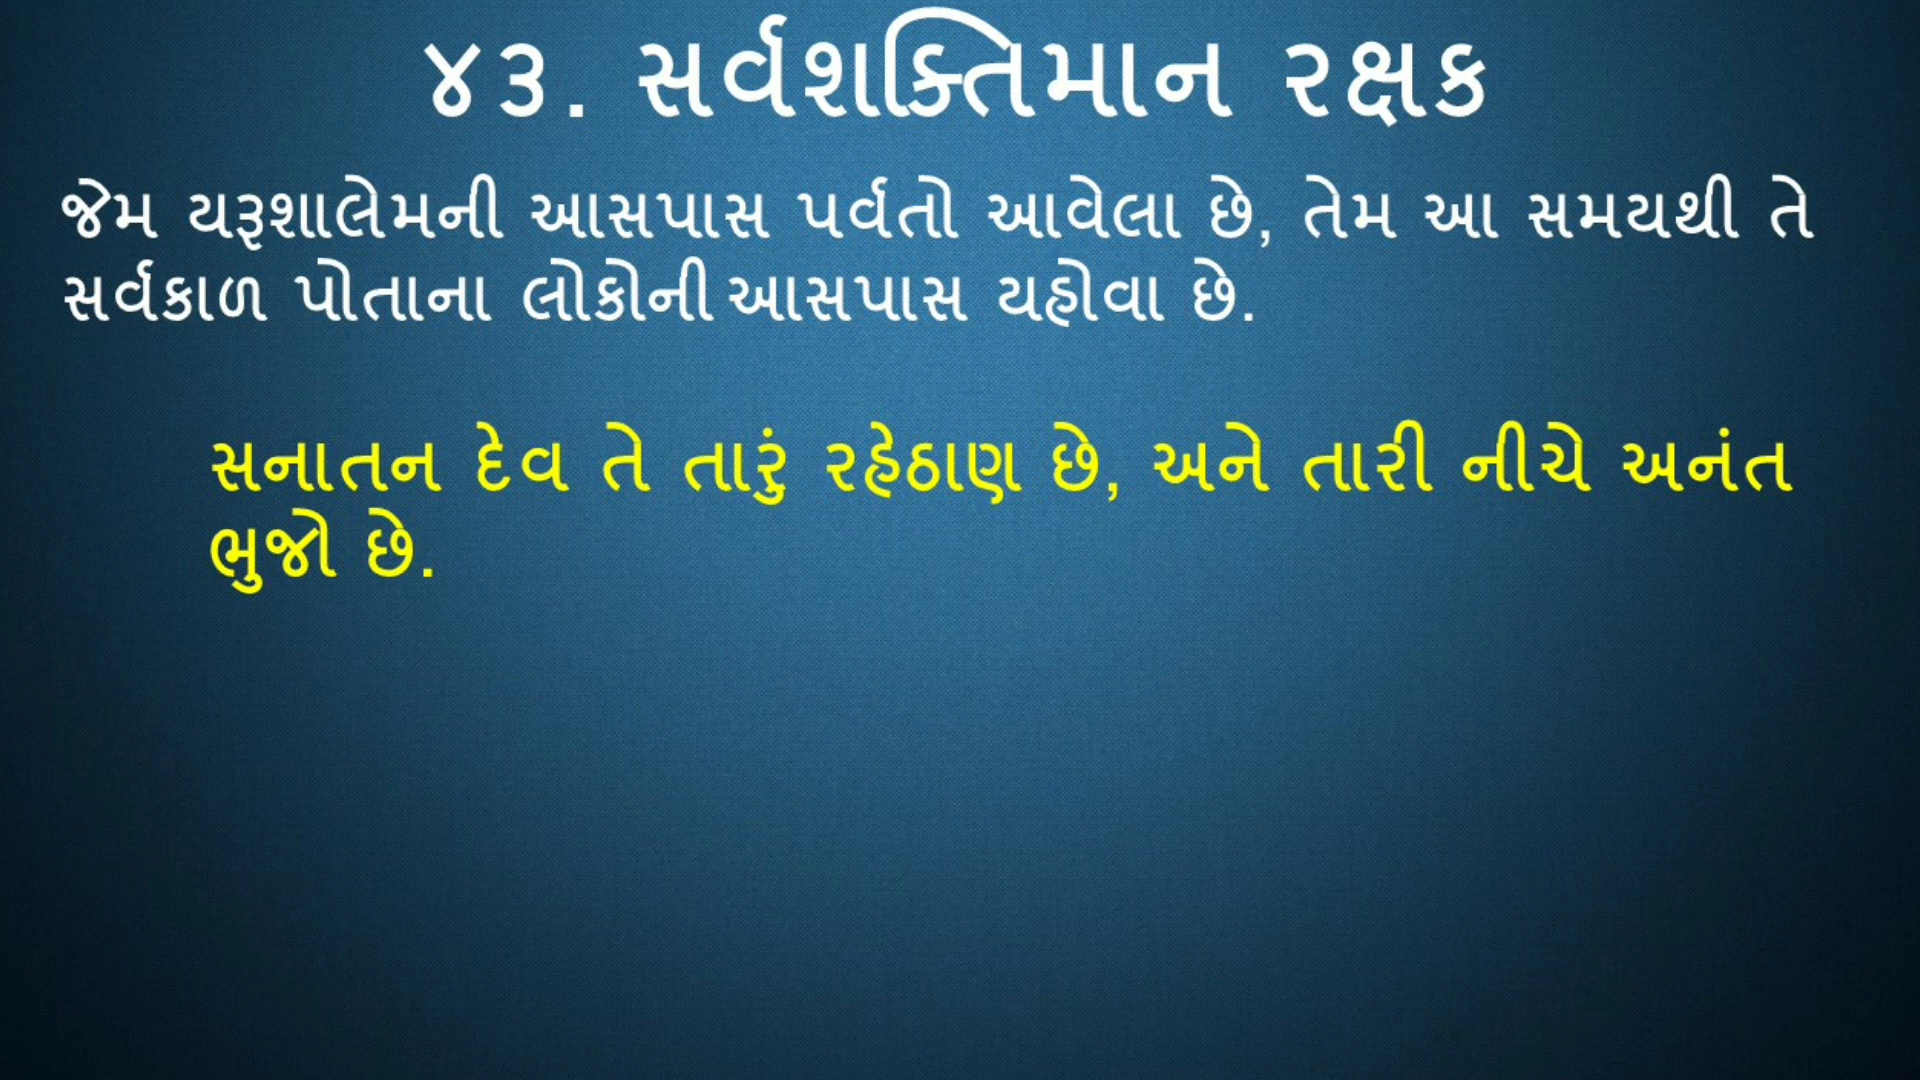 ૪૩. સર્વશક્તિમાન રક્ષક
જેમ યરૂશાલેમની આસપાસ પર્વતો આવેલા છે, તેમ આ સમયથી તે
સર્વકાળ પોતાના લોકોની આસપાસ યહોવા છે.
સનાતન દેવ તે તારું રહેઠાણ છે, અને તારી નીચે અનંત
ભુજો છે.